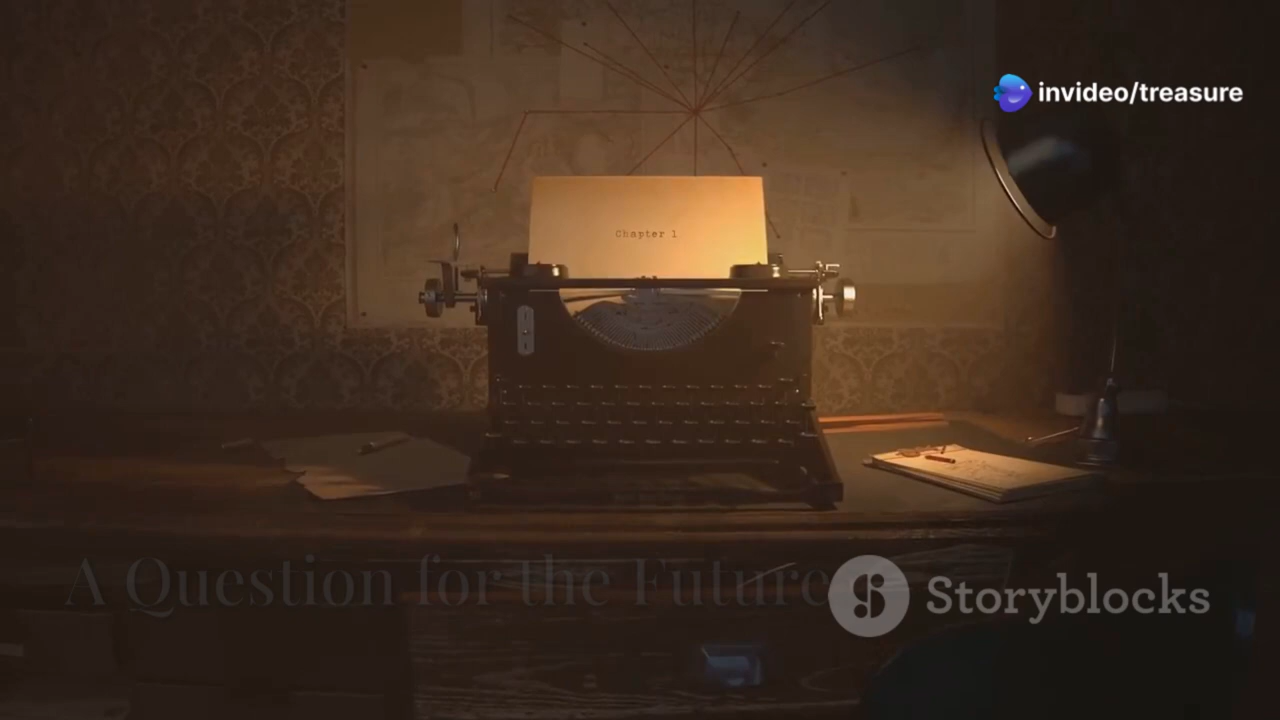 invideo/treasure
Chapter 1
A Question for the Future
Storyblocks